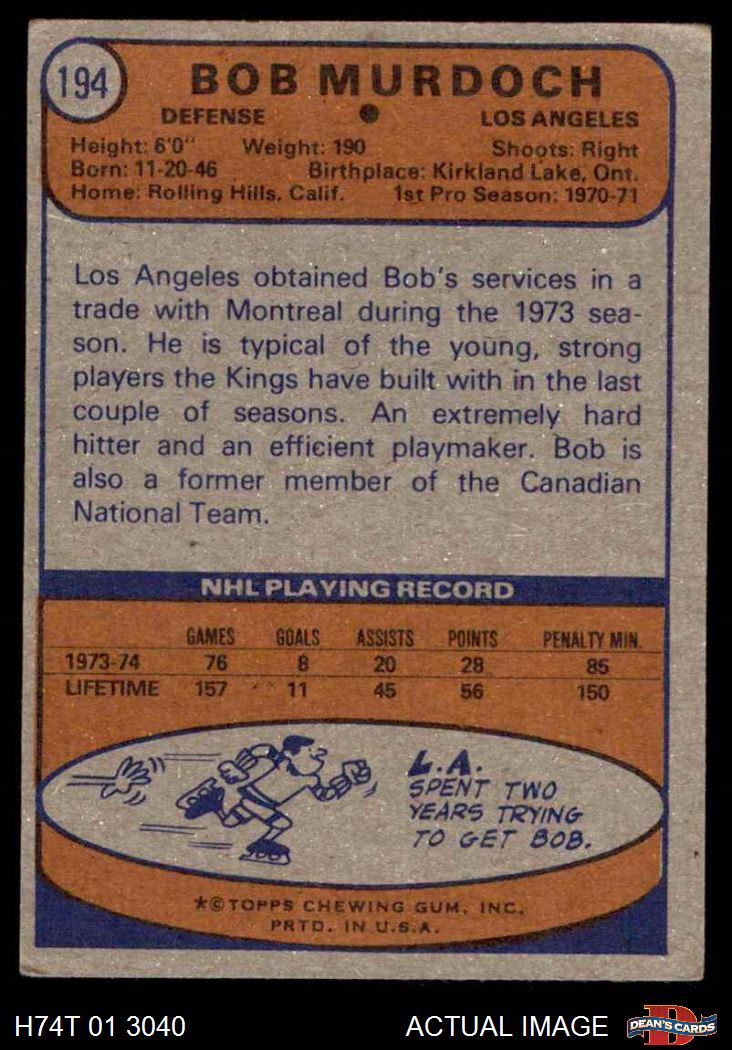 194
BOB MURDOCH
DEFENSE ● LOS ANGELES
Height: 6'0" Weight: 190 Shoots: Right
Born: 11-20-46 Birthplace: Kirkland Lake, Ont.
Home: Rolling Hills, Calif. 1st Pro Season: 1970-71
Los Angeles obtained Bob's services in a
trade with Montreal during the 1973 sea-
son. He is typical of the young, strong
players the Kings have built with in the last
couple of seasons. An extremely hard
hitter and an efficient playmaker. Bob is
also a former member of the Canadian
National Team.
NHL PLAYING RECORD
GAMES GOALS ASSISTS POINTS PENALTY MIN.
1973-74 76 8 20 28 85
LIFETIME 157 11 45 56 150
L.A.
SPENT TWO
YEARS TRYING
TO GET BOB.
*©TOPPS CHEWING GUM, INC.
PRTD. IN U.S.A.
H74T 01 3040 ACTUAL IMAGE D DEAN'S CARDS